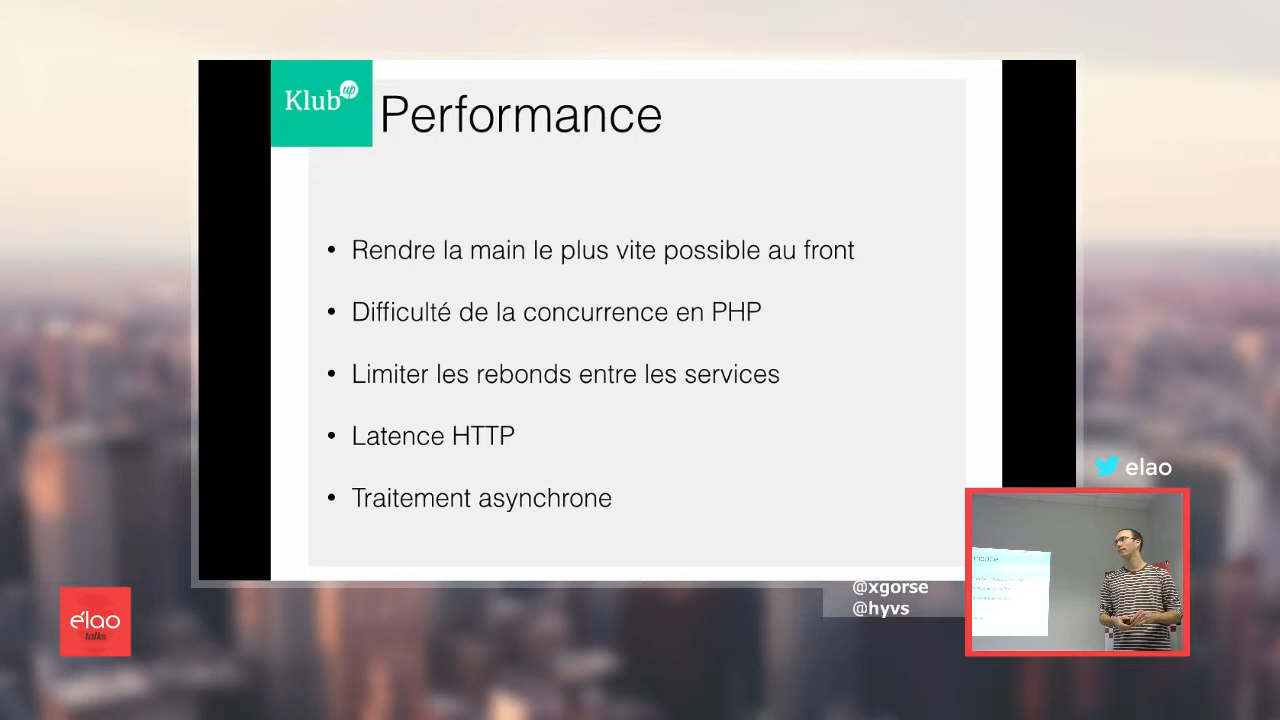 Klub up
Performance
• Rendre la main le plus vite possible au front
• Difficulté de la concurrence en PHP
• Limiter les rebonds entre les services
• Latence HTTP
• Traitement asynchrone
elao
@xgorse
@hyvs
élao
talks